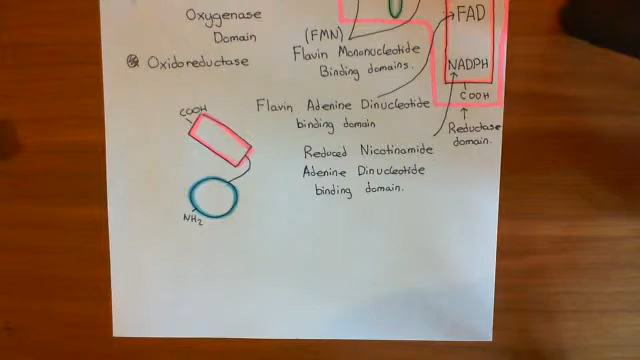 Oxygenase
Domain
Oxidoreductase
(FMN)
Flavin Mononucleotide
Binding domains.
FAD
NADPH
COOH
Flavin Adenine Dinucleotide
binding domain
Reductase
domain.
Reduced Nicotinamide
Adenine Dinucleotide
binding domain.
COOH
NH2